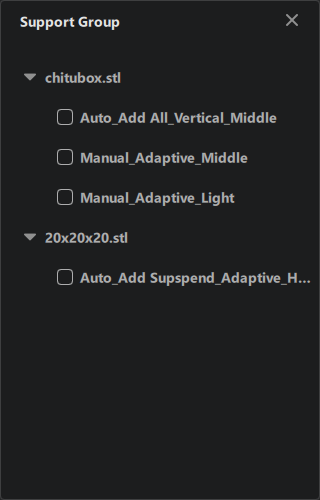 Support Group
chitubox.stl
Auto_Add All_Vertical_Middle
Manual_Adaptive_Middle
Manual_Adaptive_Light
20x20x20.stl
Auto_Add Supspend_Adaptive_H...